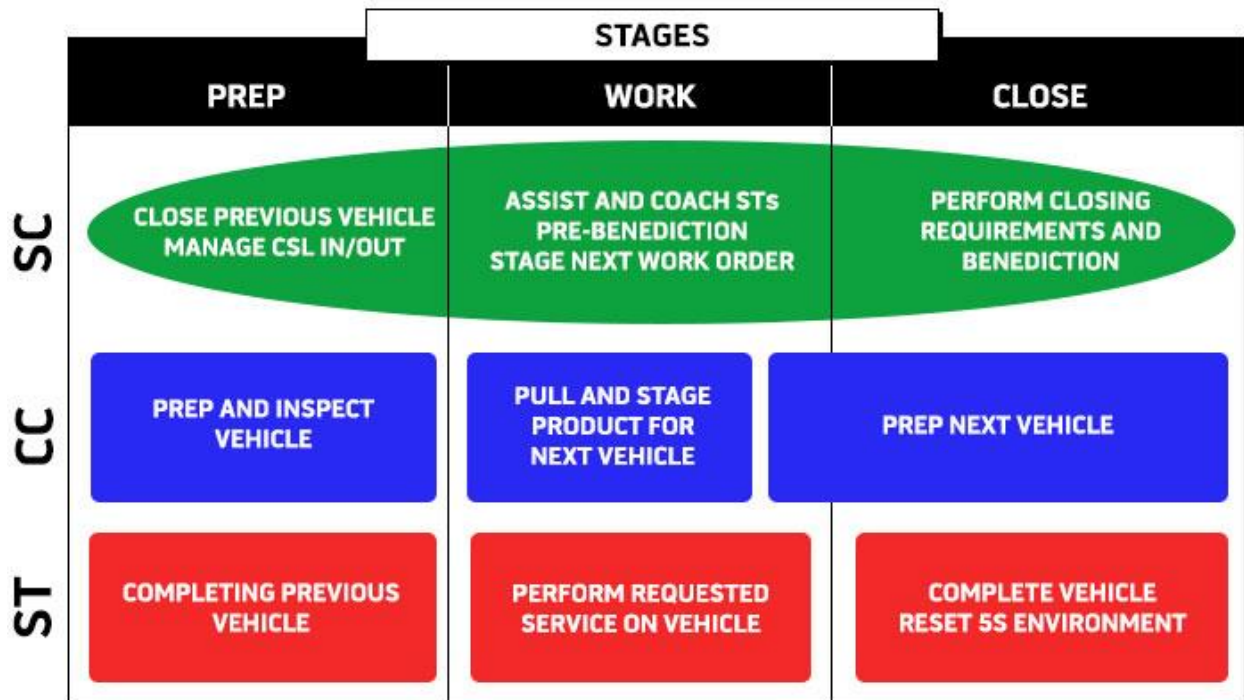 STAGES
PREP
WORK
CLOSE
SC
CLOSE PREVIOUS VEHICLE
MANAGE CSL IN/OUT
ASSIST AND COACH STs
PRE-BENEDICTION
STAGE NEXT WORK ORDER
PERFORM CLOSING
REQUIREMENTS AND
BENEDICTION
CC
PREP AND INSPECT
VEHICLE
PULL AND STAGE
PRODUCT FOR
NEXT VEHICLE
PREP NEXT VEHICLE
ST
COMPLETING PREVIOUS
VEHICLE
PERFORM REQUESTED
SERVICE ON VEHICLE
COMPLETE VEHICLE
RESET 5S ENVIRONMENT